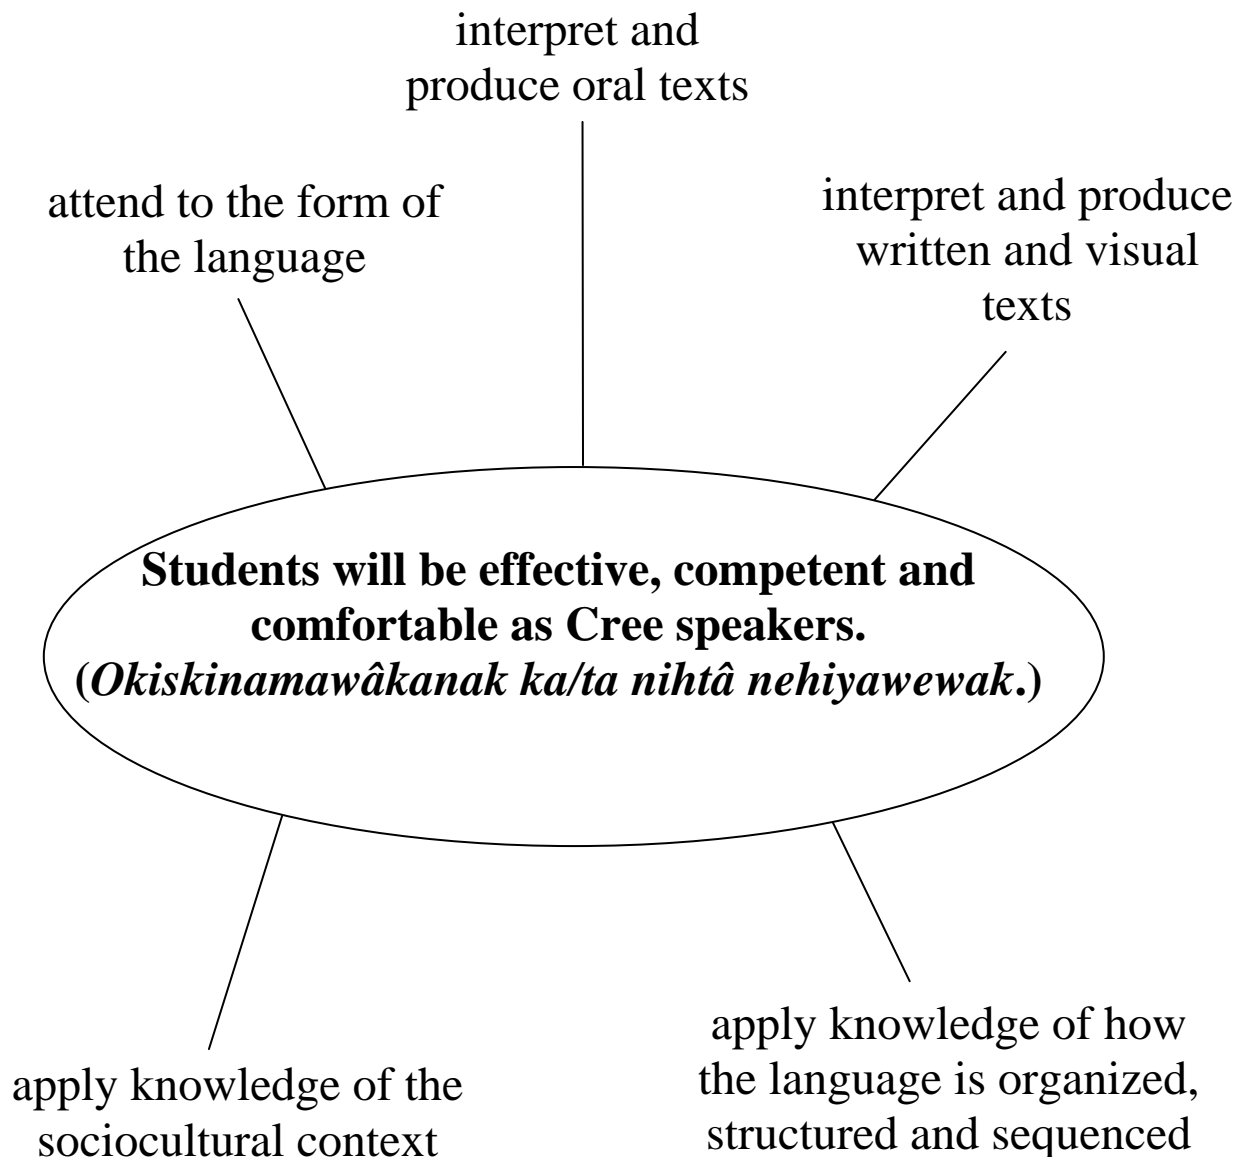 interpret and
produce oral texts
attend to the form of
the language
interpret and produce
written and visual
texts
Students will be effective, competent and
comfortable as Cree speakers.
(Okiskinamawâkanak ka/ta nihtâ nehiyawewak.)
apply knowledge of the
sociocultural context
apply knowledge of how
the language is organized,
structured and sequenced